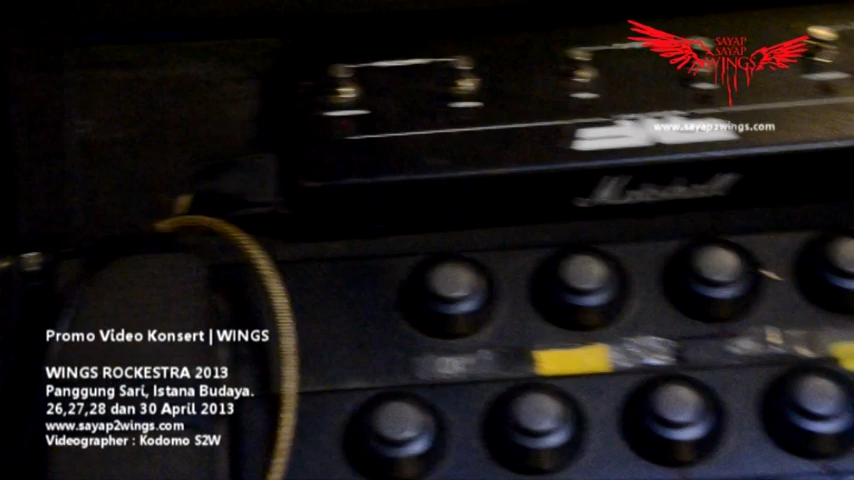 SAYAP
SAYAP
WINGS
www.sayap2wings.com
Marshall
Promo Video Konsert | WINGS
WINGS ROCKESTRA 2013
Panggung Sari, Istana Budaya.
26,27,28 dan 30 April 2013
www.sayap2wings.com
Videographer : Kodomo S2W